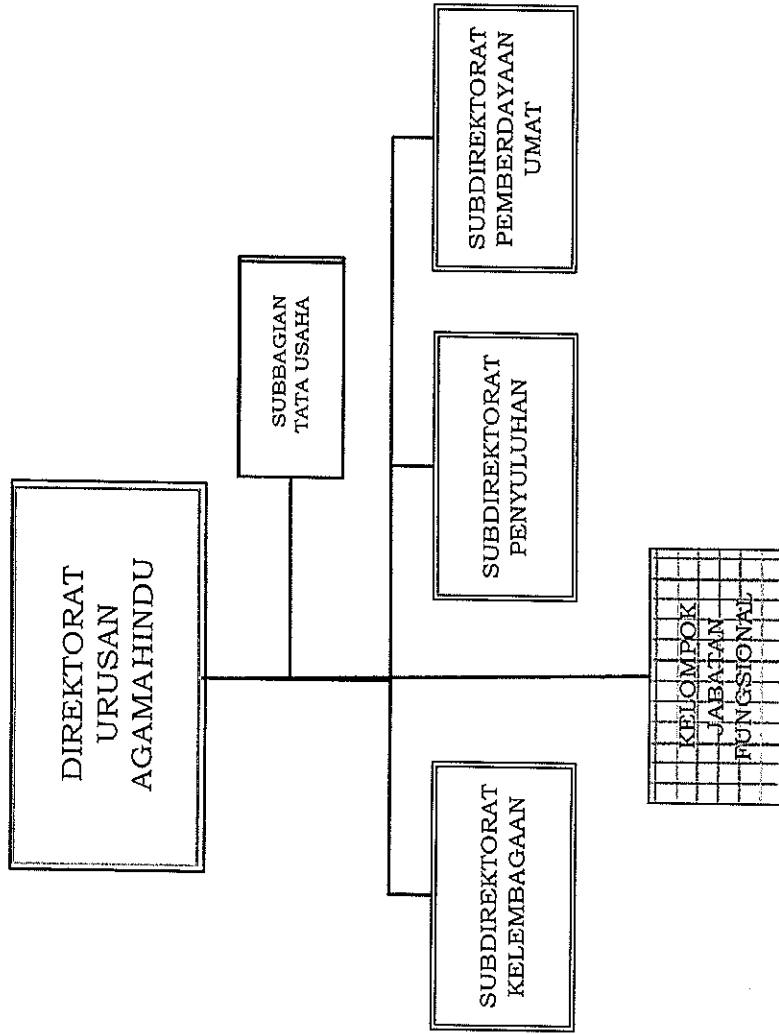 DIREKTORAT
URUSAN
AGAMAHINDU
SUBBAGIAN
TATA USAHA
SUBDIREKTORAT
KELEMBAGAAN
SUBDIREKTORAT
PENYULUHAN
SUBDIREKTORAT
PEMBERDAYAAN
UMAT
KELOMPOK
JABATAN
FUNGSIONAL